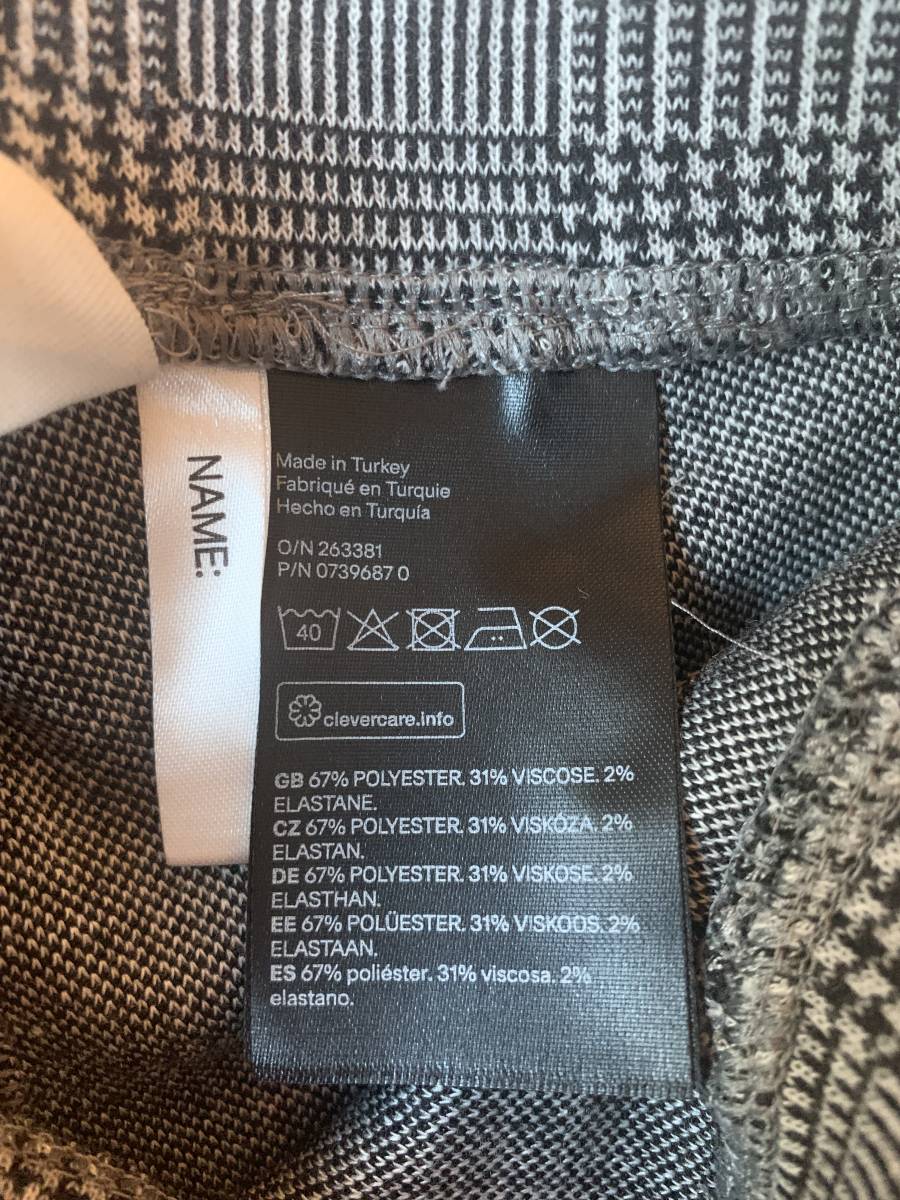 NAME:
Made in Turkey
Fabriqué en Turquie
Hecho en Turquía
O/N 263381
P/N 0739687 0
40
clevercare.info
GB 67% POLYESTER. 31% VISCOSE. 2%
ELASTANE.
CZ 67% POLYESTER. 31% VISKÓZA. 2%
ELASTAN.
DE 67% POLYESTER. 31% VISKOSE. 2%
ELASTHAN.
EE 67% POLÜESTER. 31% VISKOOS. 2%
ELASTAAN.
ES 67% poliéster. 31% viscosa. 2%
elastano.